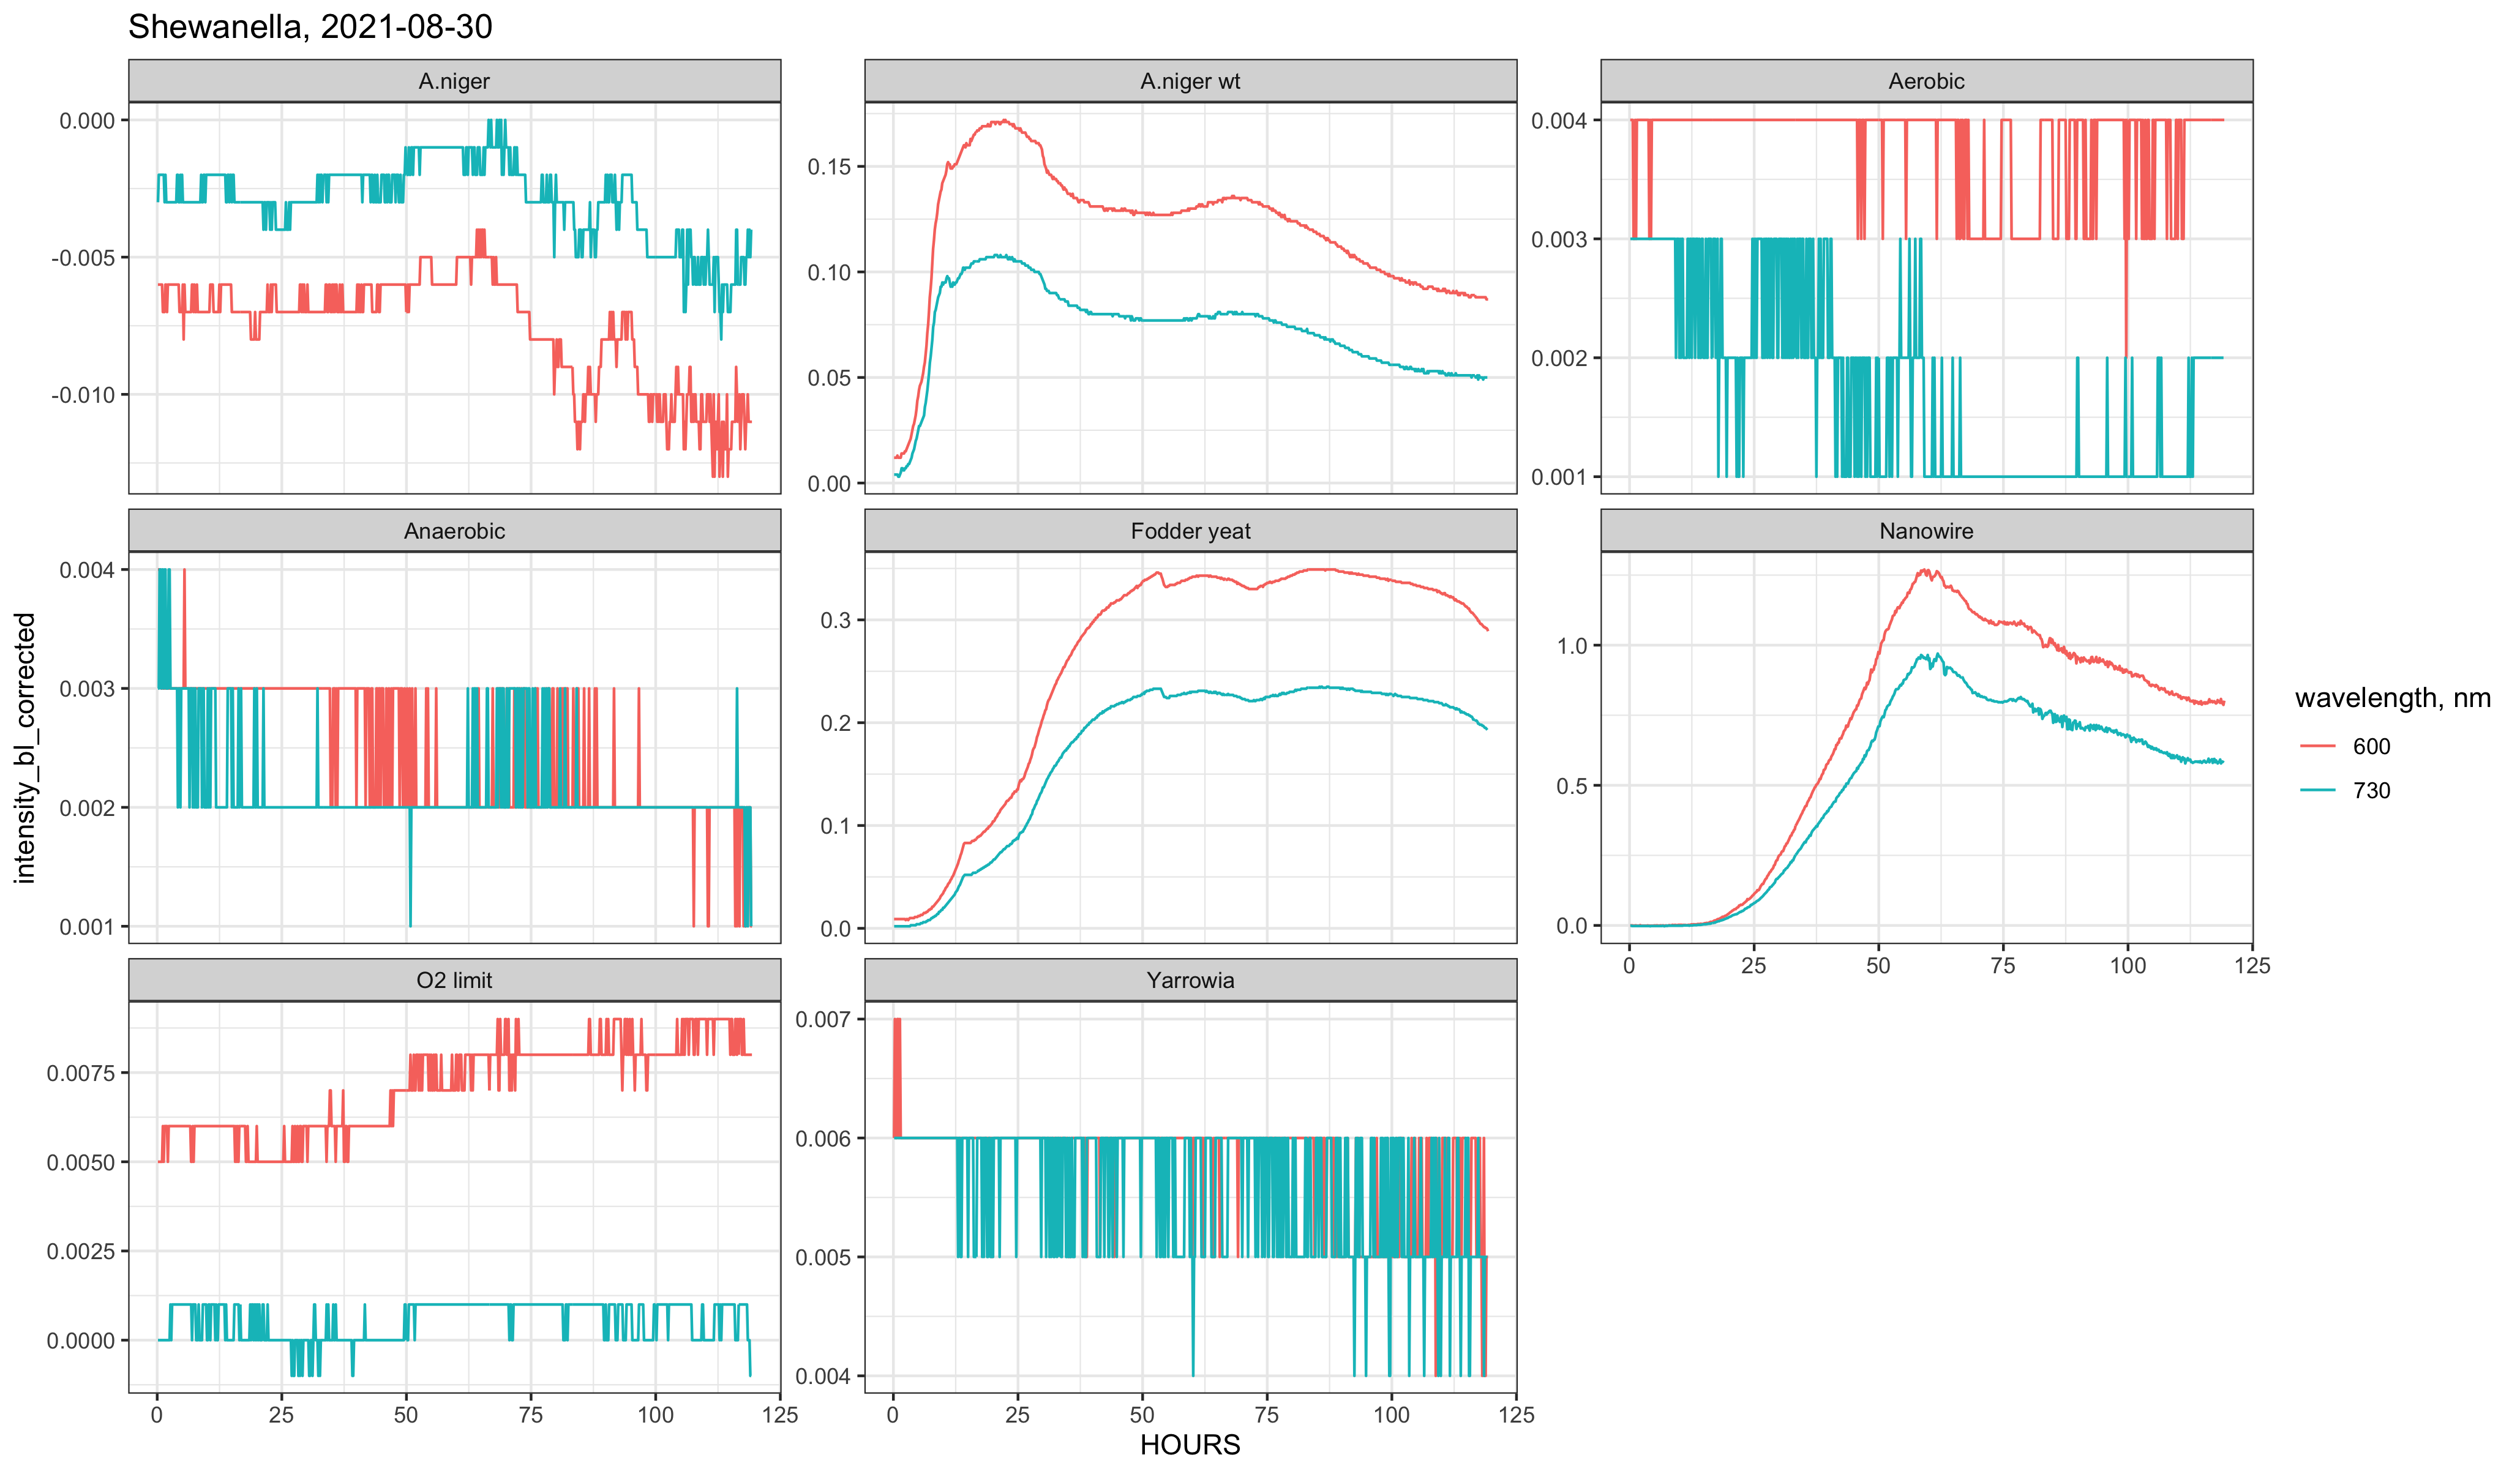 Shewanella, 2021-08-30
A.niger
A.niger wt
Aerobic
0.000
-0.005
-0.010
0.15
0.10
0.05
0.00
0.004
0.003
0.002
0.001
Anaerobic
Fodder yeat
Nanowire
0.004
0.003
0.002
0.001
0.3
0.2
0.1
0.0
1.0
0.5
0.0
0 25 50 75 100 125
O2 limit
Yarrowia
0.0075
0.0050
0.0025
0.0000
0.007
0.006
0.005
0.004
0 25 50 75 100 125
0 25 50 75 100 125
HOURS
intensity_bl_corrected
wavelength, nm
600
730